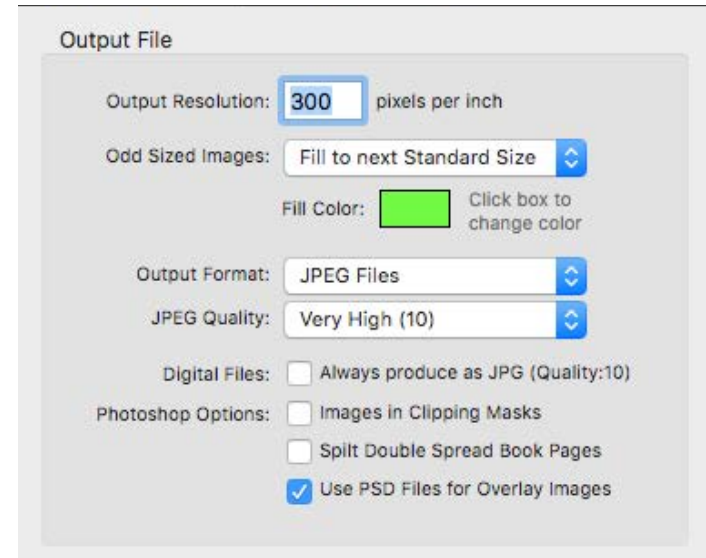 Output File
Output Resolution: 300 pixels per inch
Odd Sized Images: Fill to next Standard Size
Fill Color: Click box to
change color
Output Format: JPEG Files
JPEG Quality: Very High (10)
Digital Files: Always produce as JPG (Quality:10)
Photoshop Options: Images in Clipping Masks
Spilt Double Spread Book Pages
Use PSD Files for Overlay Images